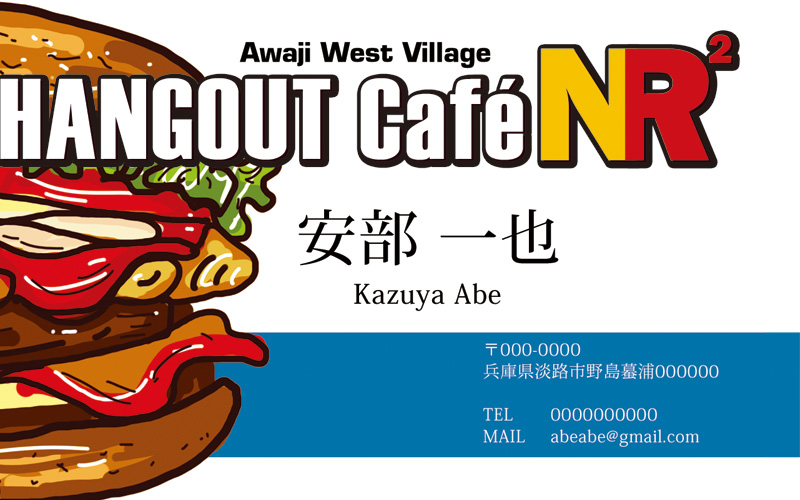 Awaji West Village
HANGOUT Café NR²
安部 一也
Kazuya Abe
〒000-0000
兵庫県淡路市野島蟇浦000000
TEL 0000000000
MAIL abeabe@gmail.com